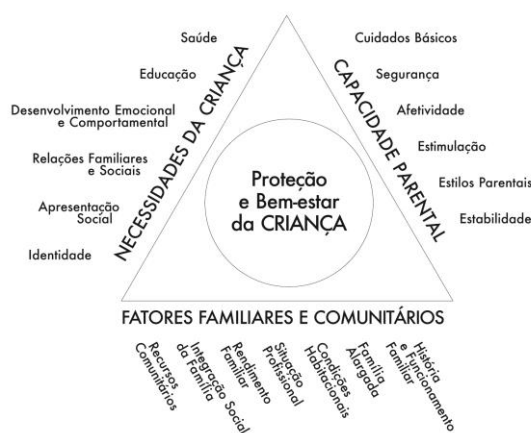 Saúde
Educação
Desenvolvimento Emocional
e Comportamental
Relações Familiares
e Sociais
Apresentação
Social
Identidade
NECESSIDADES DA CRIANÇA
Proteção
e Bem-estar
da CRIANÇA
CAPACIDADE PARENTAL
Cuidados Básicos
Segurança
Afetividade
Estimulação
Estilos Parentais
Estabilidade
FATORES FAMILIARES E COMUNITÁRIOS
Recursos
Comunitários
Integração Social
da Família
Rendimento
Familiar
Situação
Profissional
Condições
Habitacionais
Família
Alargada
História
e Funcionamento
Familiar